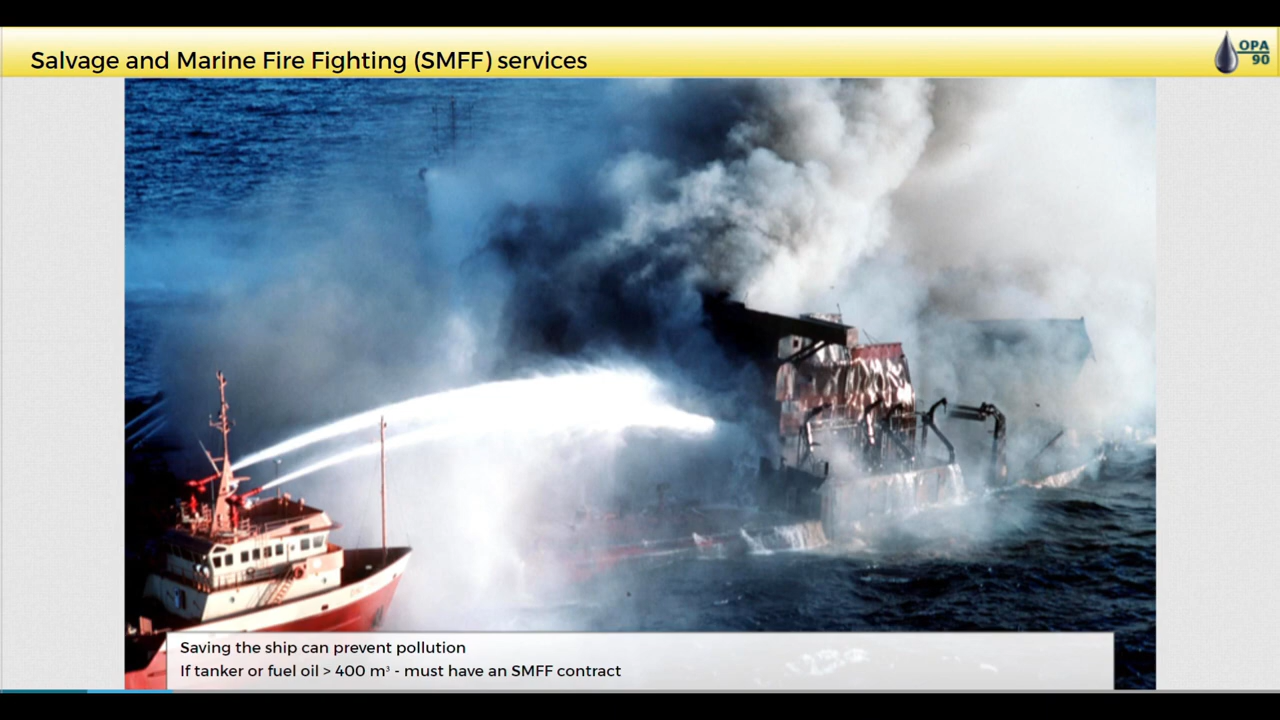 Salvage and Marine Fire Fighting (SMFF) services
OPA
90
Saving the ship can prevent pollution
If tanker or fuel oil > 400 m³ - must have an SMFF contract